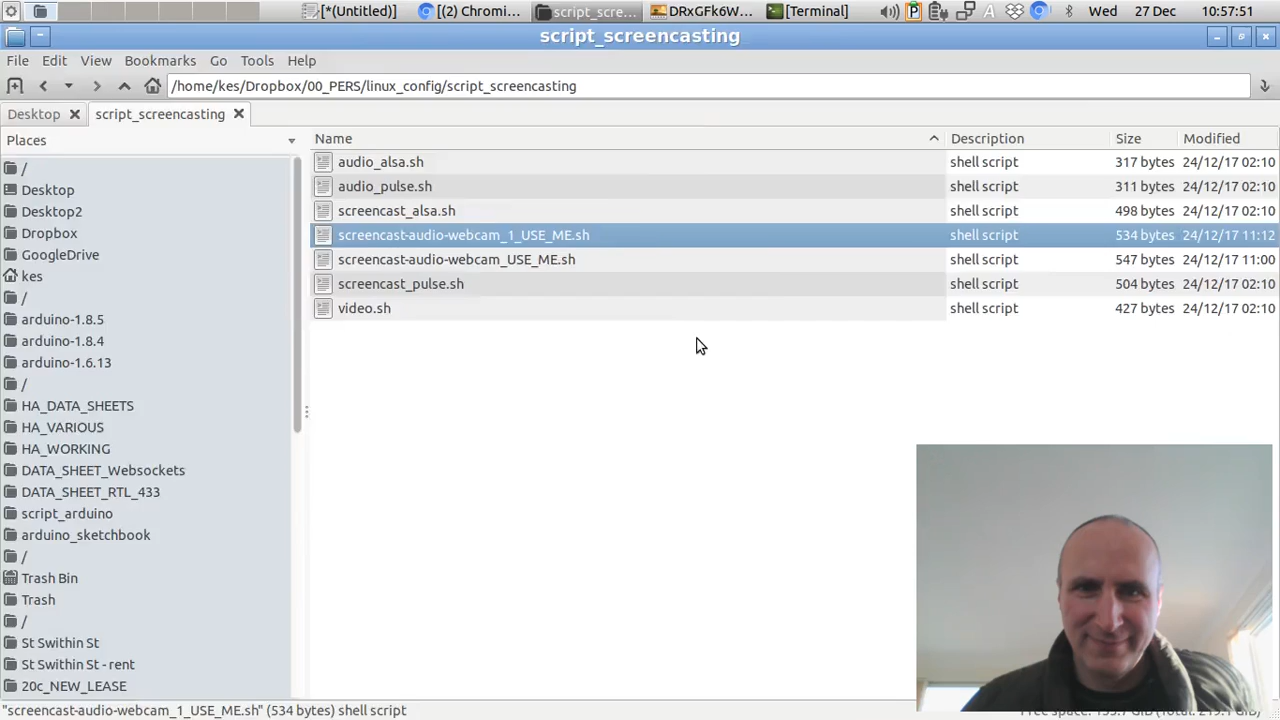 [*(Untitled)]
[(2) Chromi...
script_scre...
DRxGFk6W...
[Terminal]
A
Wed 27 Dec 10:57:51
script_screencasting
File Edit View Bookmarks Go Tools Help
/home/kes/Dropbox/00_PERS/linux_config/script_screencasting
Desktop
script_screencasting
Places
/
Desktop
Desktop2
Dropbox
GoogleDrive
kes
/
arduino-1.8.5
arduino-1.8.4
arduino-1.6.13
/
HA_DATA_SHEETS
HA_VARIOUS
HA_WORKING
DATA_SHEET_Websockets
DATA_SHEET_RTL_433
script_arduino
arduino_sketchbook
/
Trash Bin
Trash
/
St Swithin St
St Swithin St - rent
20c_NEW_LEASE
Name Description Size Modified
audio_alsa.sh shell script 317 bytes 24/12/17 02:10
audio_pulse.sh shell script 311 bytes 24/12/17 02:10
screencast_alsa.sh shell script 498 bytes 24/12/17 02:10
screencast-audio-webcam_1_USE_ME.sh shell script 534 bytes 24/12/17 11:12
screencast-audio-webcam_USE_ME.sh shell script 547 bytes 24/12/17 11:00
screencast_pulse.sh shell script 504 bytes 24/12/17 02:10
video.sh shell script 427 bytes 24/12/17 02:10
"screencast-audio-webcam_1_USE_ME.sh" (534 bytes) shell script